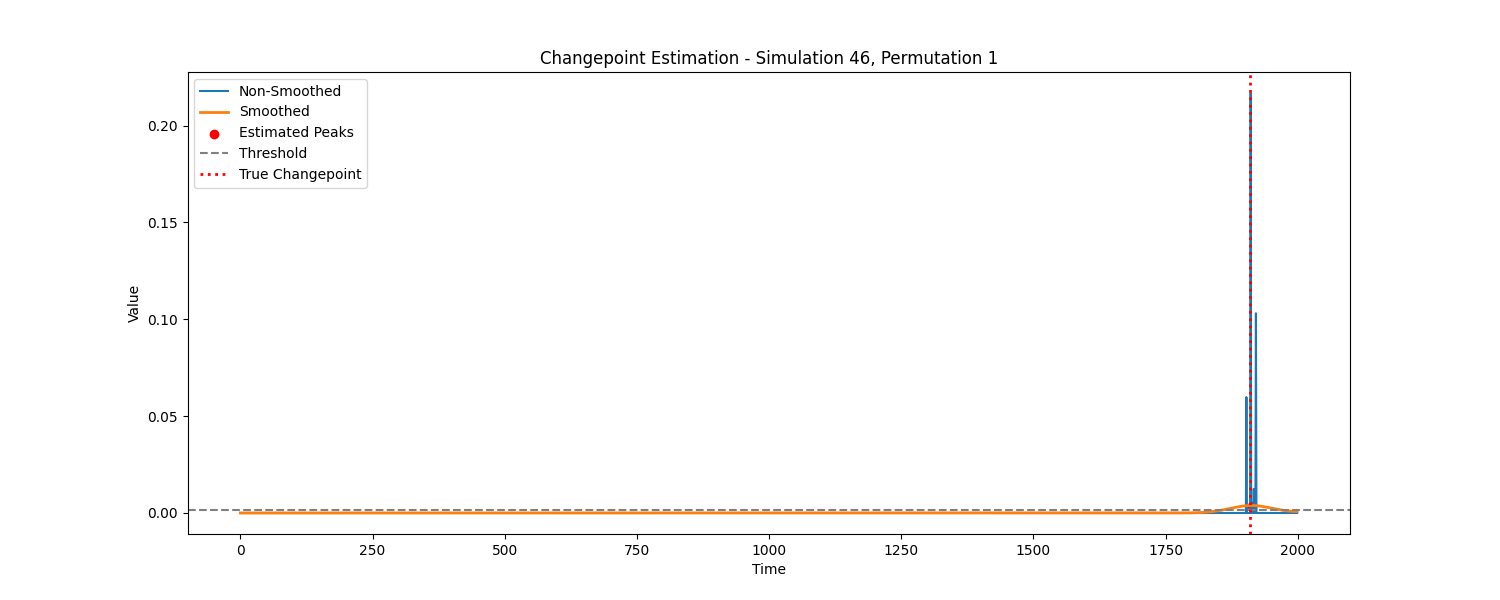 Changepoint Estimation - Simulation 46, Permutation 1
Non-Smoothed
Smoothed
Estimated Peaks
Threshold
True Changepoint
0.20
0.15
0.10
0.05
0.00
Value
0 250 500 750 1000 1250 1500 1750 2000
Time